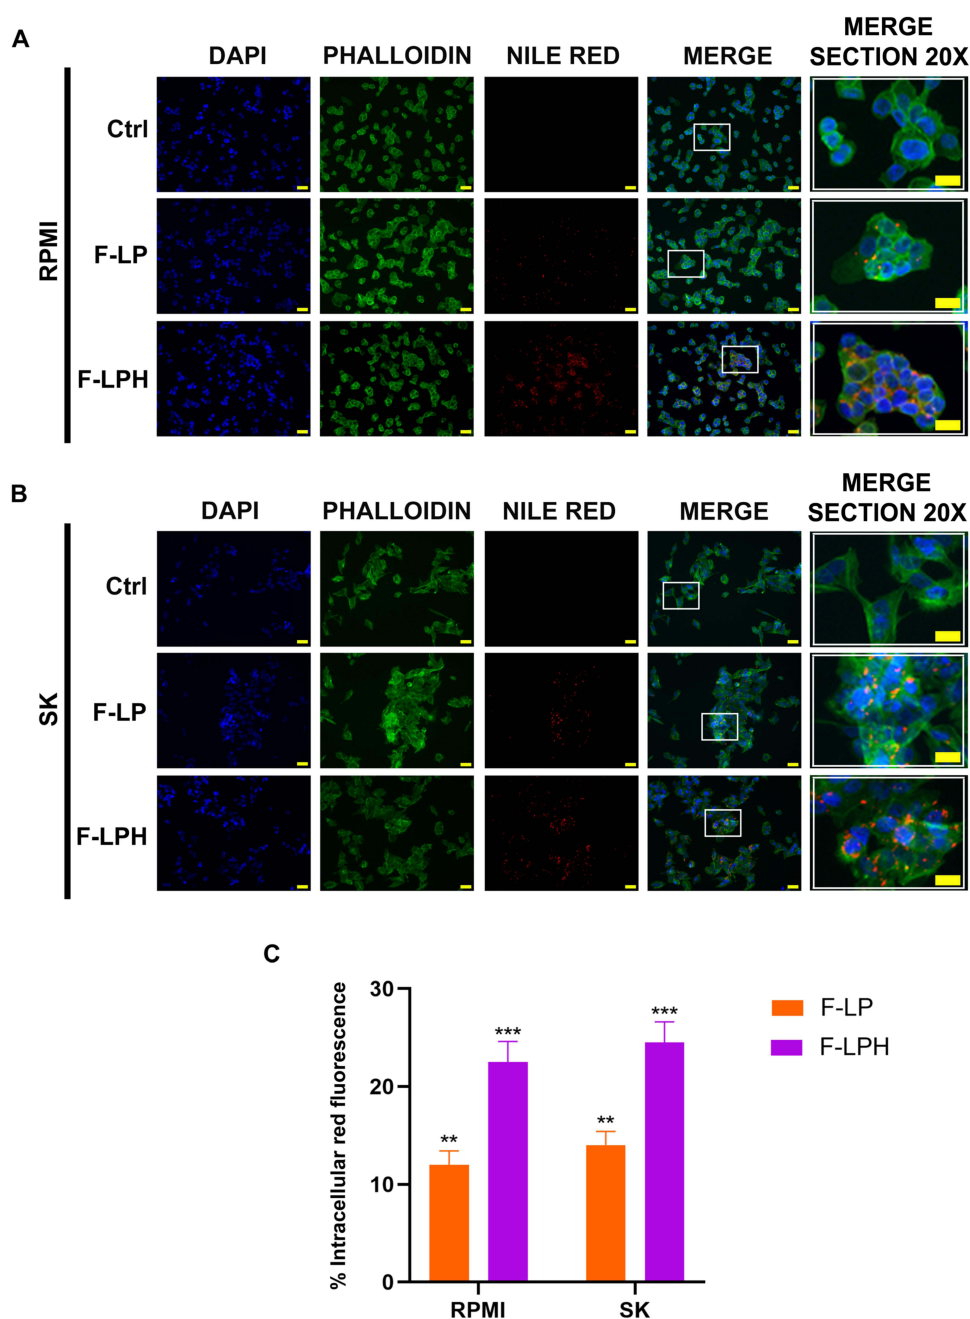 A
DAPI PHALLOIDIN NILE RED MERGE MERGE
SECTION 20X
RPMI
Ctrl
F-LP
F-LPH
B
DAPI PHALLOIDIN NILE RED MERGE MERGE
SECTION 20X
SK
Ctrl
F-LP
F-LPH
C
% Intracellular red fluorescence
30
20
10
0
**
***
**
***
RPMI SK
F-LP
F-LPH